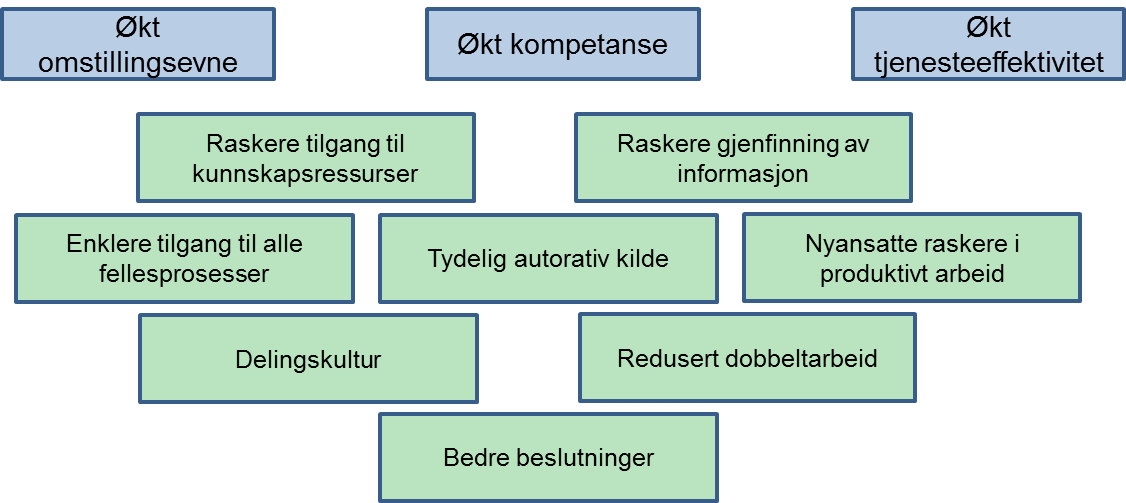 Økt
omstillingsevne
Økt kompetanse
Økt
tjenesteeffektivitet
Raskere tilgang til
kunnskapsressurser
Raskere gjenfinning av
informasjon
Enklere tilgang til alle
fellesprosesser
Tydelig autorativ kilde
Nyansatte raskere i
produktivt arbeid
Delingskultur
Redusert dobbeltarbeid
Bedre beslutninger